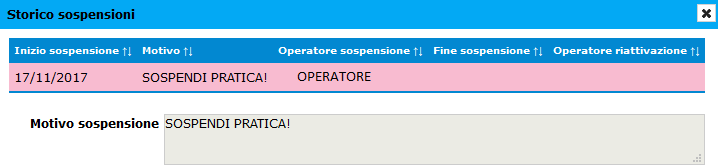 Storico sospensioni
Inizio sospensione Motivo Operatore sospensione Fine sospensione Operatore riattivazione
17/11/2017 SOSPENDI PRATICA! OPERATORE
Motivo sospensione SOSPENDI PRATICA!